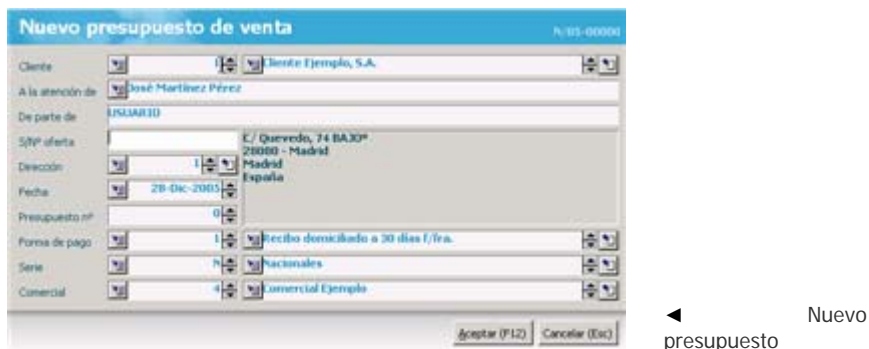 Nuevo presupuesto de venta N/05-00000
Cliente 1 Cliente Ejemplo, S.A.
A la atención de José Martínez Pérez
De parte de USUARIO
S/Nº oferta
C/ Quevedo, 74 BAJOº
28080 - Madrid
Dirección 1 Madrid
España
Fecha 28-Dic-2005
Presupuesto nº 0
Forma de pago 1 Recibo domiciliado a 30 días f/fra.
Serie N Nacionales
Comercial 4 Comercial Ejemplo
Aceptar (F12) Cancelar (Esc)
◄ Nuevo
presupuesto